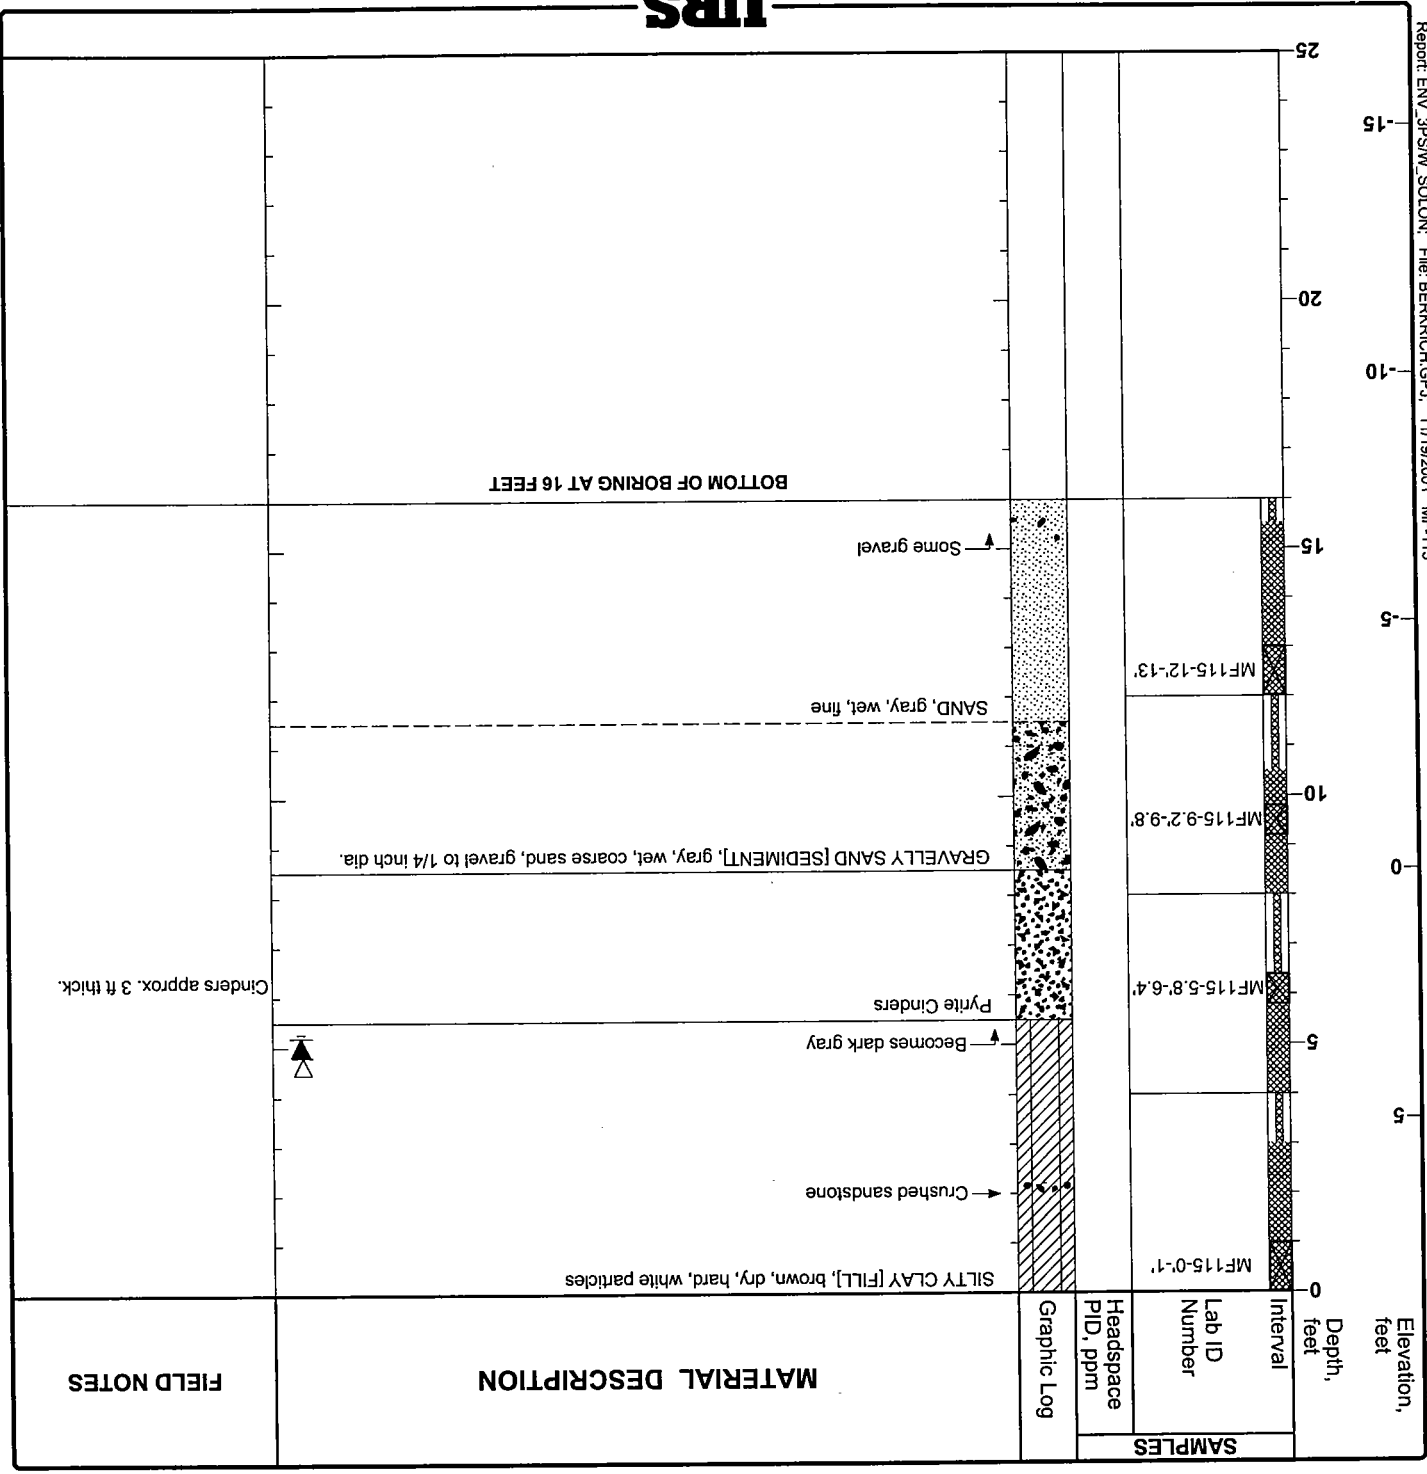 SAMPLES
Elevation,
feet
Depth,
feet
Interval
Lab ID
Number
Headspace
PID, ppm
Graphic Log
MATERIAL DESCRIPTION
FIELD NOTES
0
MF115-0'-1'
SILTY CLAY [FILL], brown, dry, hard, white particles
Crushed sandstone
5
5
Becomes dark gray
Pyrite Cinders
MF115-5.8'-6.4'
Cinders approx. 3 ft thick.
0
GRAVELLY SAND [SEDIMENT], gray, wet, coarse sand, gravel to 1/4 inch dia.
MF115-9.2'-9.8'
10
SAND, gray, wet, fine
MF115-12'-13'
-5
15
Some gravel
BOTTOM OF BORING AT 16 FEET
-10
20
-15
25
URS
Report: ENV_3PS/W_SOLON; File: BERKRICH.GPJ; 11/19/2001 MF115